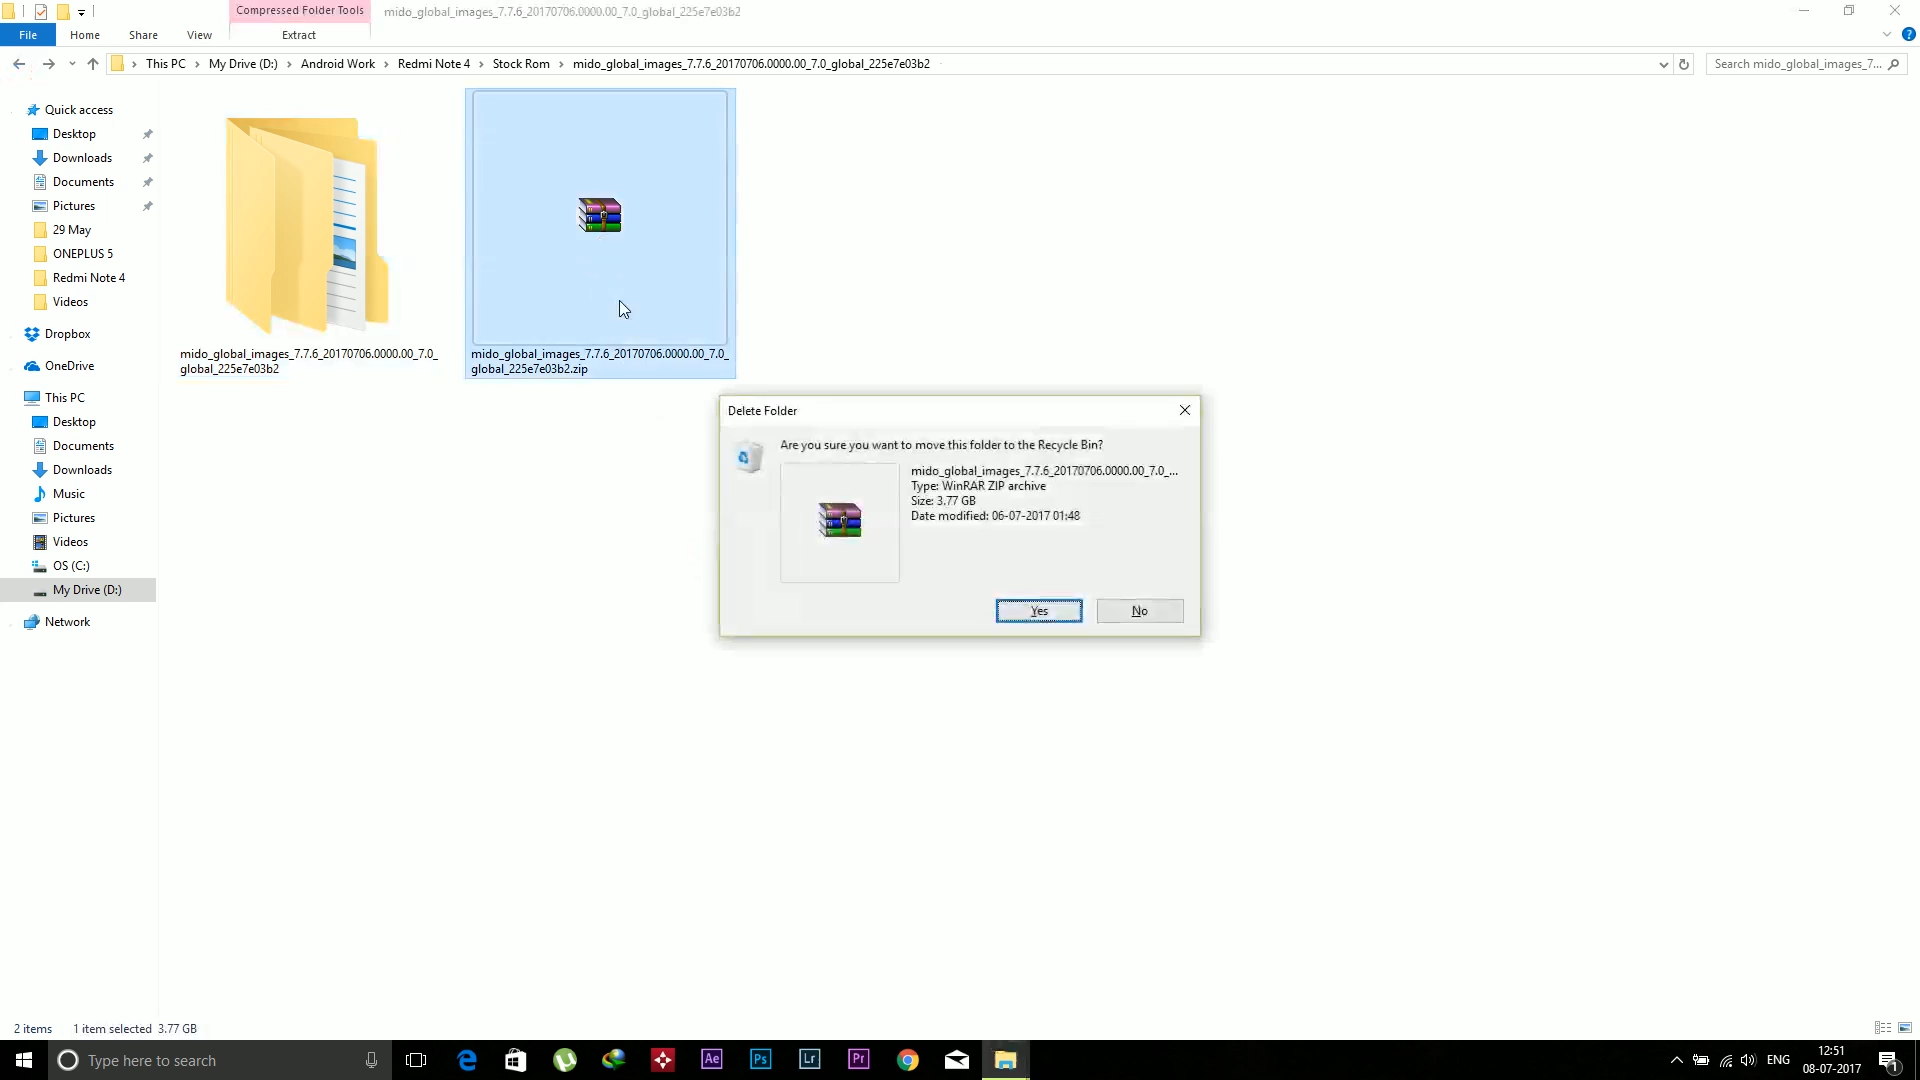 Compressed Folder Tools
mido_global_images_7.7.6_20170706.0000.00_7.0_global_225e7e03b2
File Home Share View Extract
This PC My Drive (D:) Android Work Redmi Note 4 Stock Rom mido_global_images_7.7.6_20170706.0000.00_7.0_global_225e7e03b2
Search mido_global_images_7...
Quick access
Desktop
Downloads
Documents
Pictures
29 May
ONEPLUS 5
Redmi Note 4
Videos
Dropbox
OneDrive
This PC
Desktop
Documents
Downloads
Music
Pictures
Videos
OS (C:)
My Drive (D:)
Network
mido_global_images_7.7.6_20170706.0000.00_7.0_
global_225e7e03b2
mido_global_images_7.7.6_20170706.0000.00_7.0_
global_225e7e03b2.zip
Delete Folder
Are you sure you want to move this folder to the Recycle Bin?
mido_global_images_7.7.6_20170706.0000.00_7.0_...
Type: WinRAR ZIP archive
Size: 3.77 GB
Date modified: 06-07-2017 01:48
Yes No
2 items 1 item selected 3.77 GB
Type here to search
Ae Ps Lr Pr
ENG
12:51
08-07-2017
1